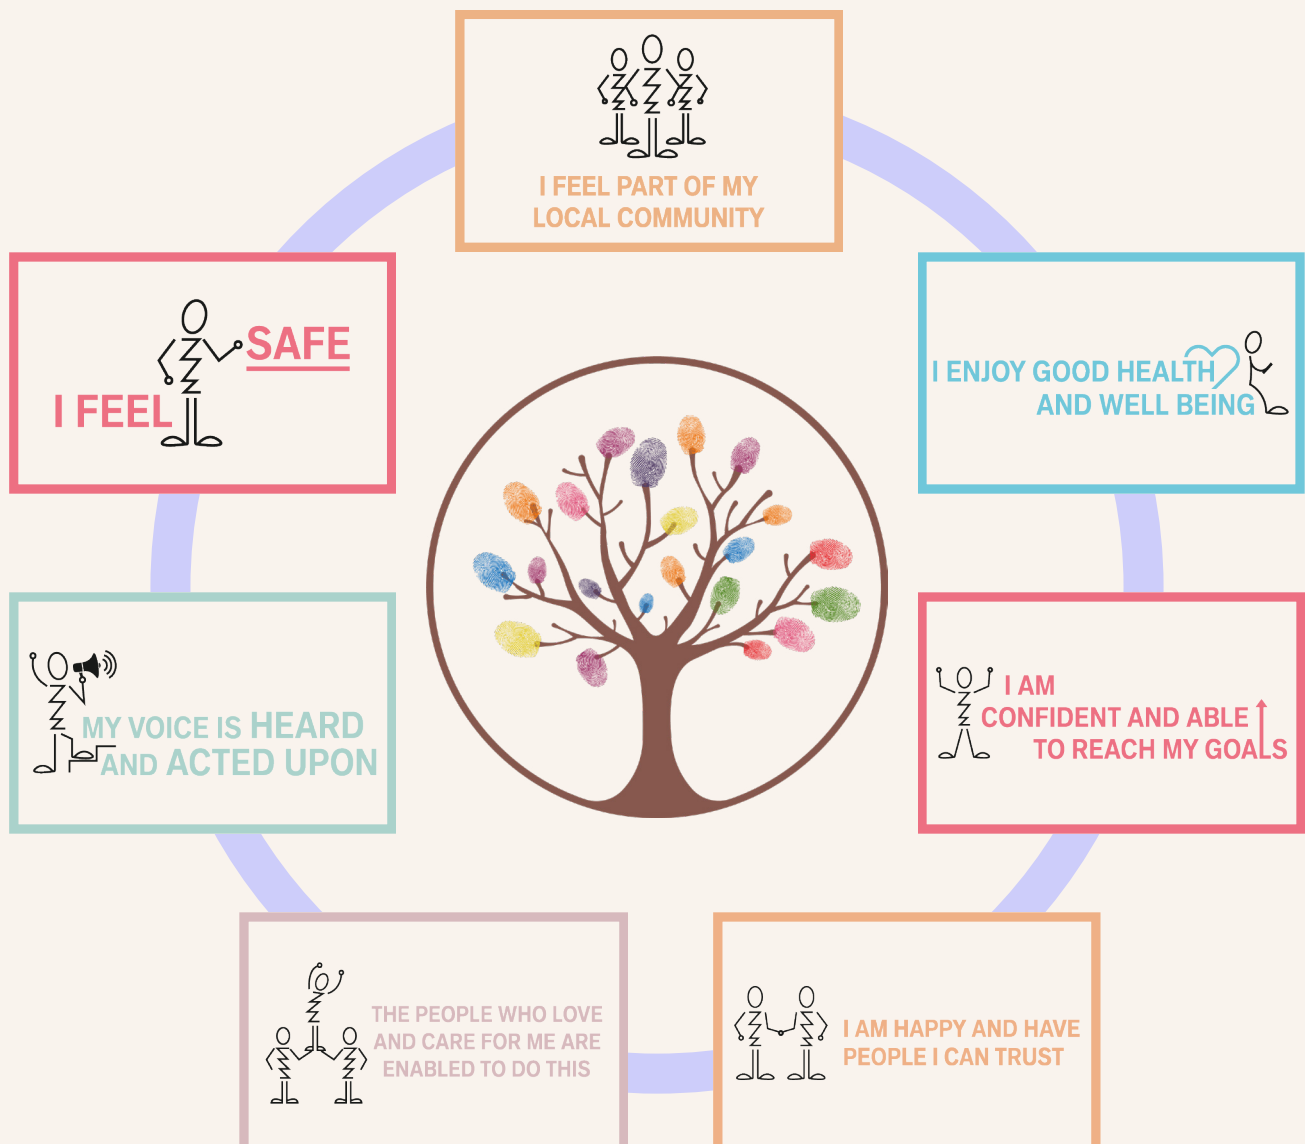 I FEEL PART OF MY
LOCAL COMMUNITY
I FEEL SAFE
I ENJOY GOOD HEALTH
AND WELL BEING
MY VOICE IS HEARD
AND ACTED UPON
I AM
CONFIDENT AND ABLE
TO REACH MY GOALS
THE PEOPLE WHO LOVE
AND CARE FOR ME ARE
ENABLED TO DO THIS
I AM HAPPY AND HAVE
PEOPLE I CAN TRUST